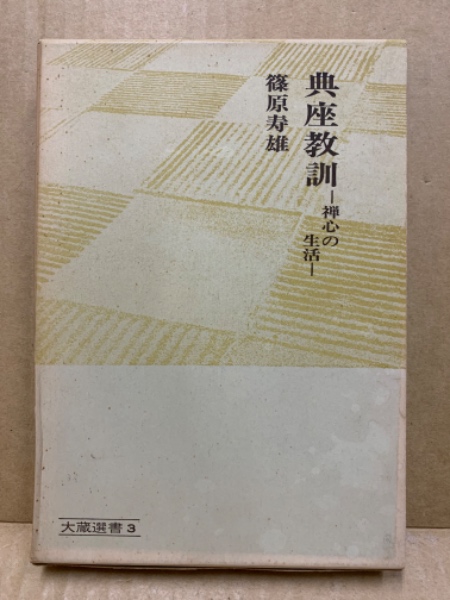 典座教訓
―禅心の
生活―
篠原寿雄
大蔵選書3